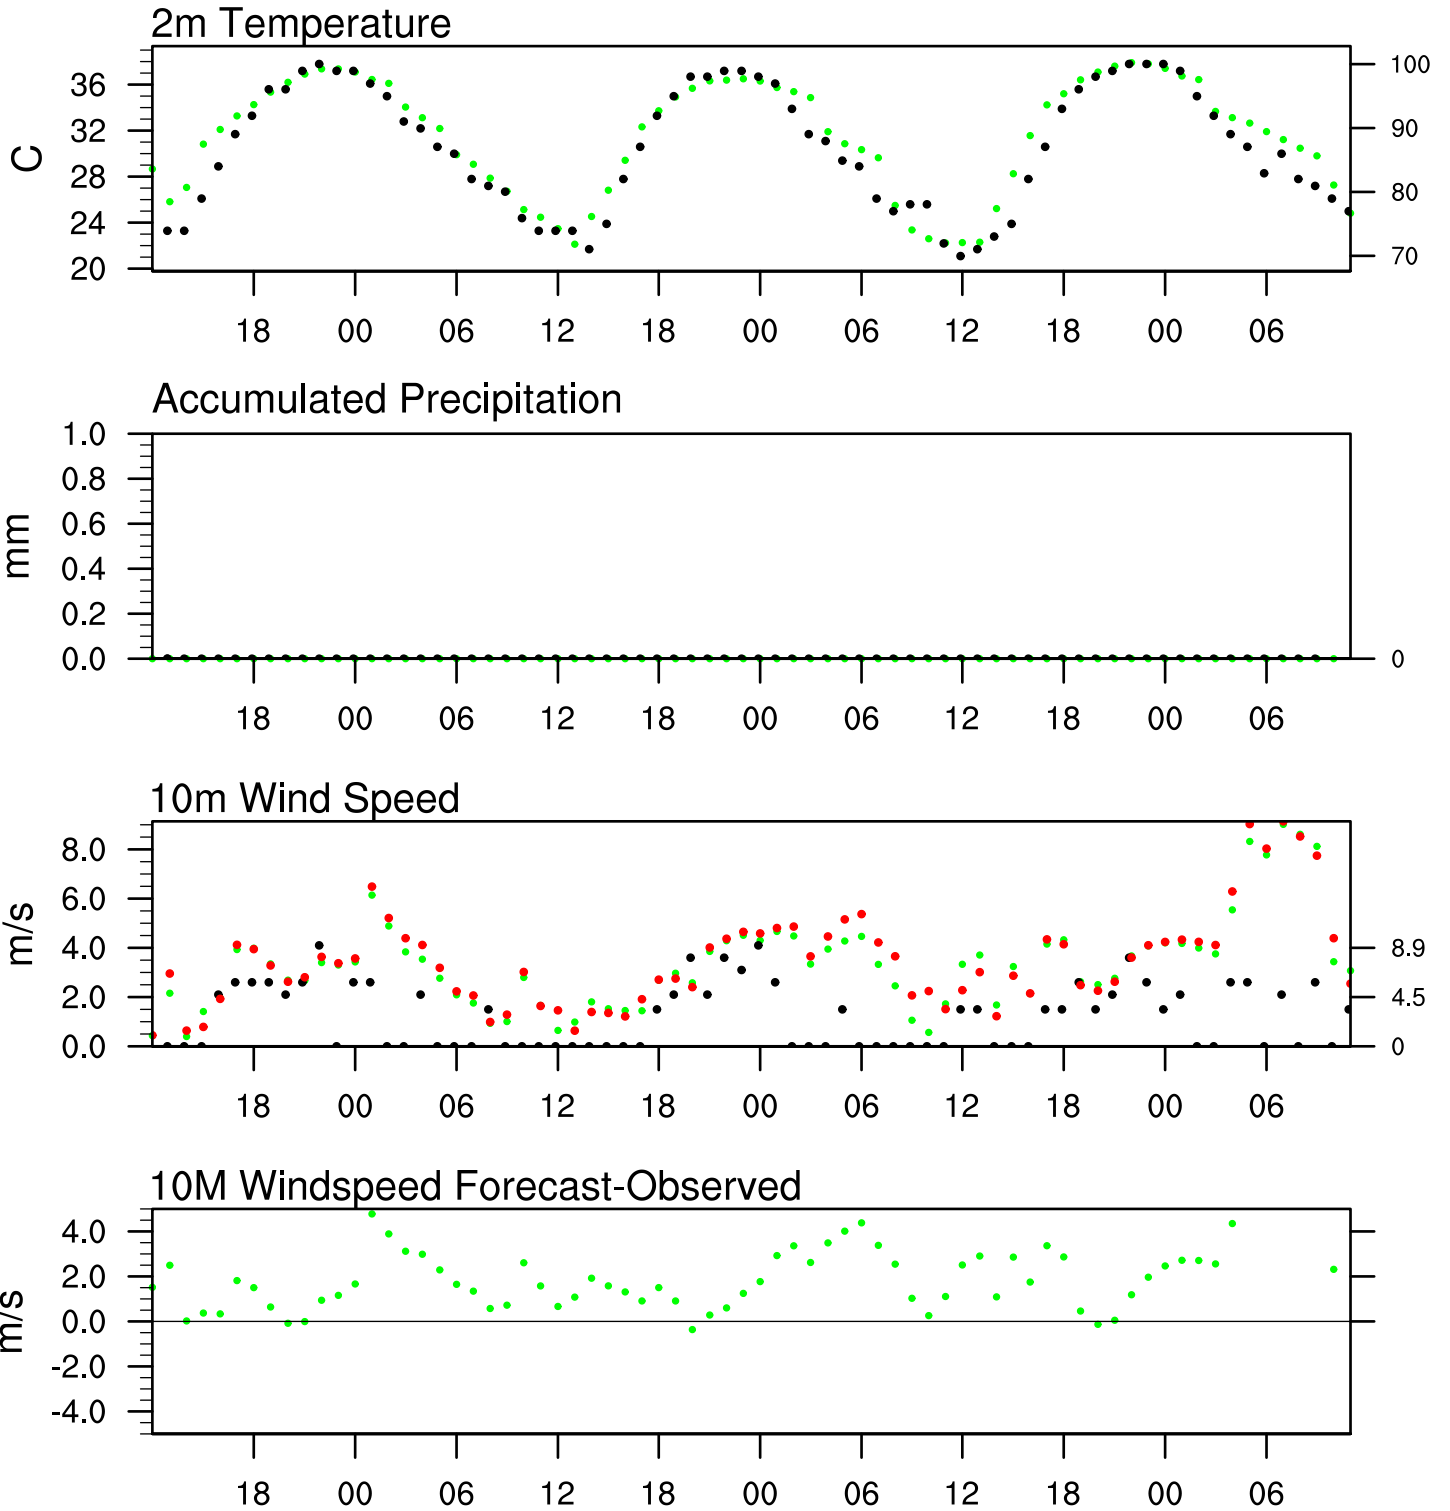 2m Temperature
C
36
32
28
24
20
100
90
80
70
18 00 06 12 18 00 06 12 18 00 06
Accumulated Precipitation
mm
1.0
0.8
0.6
0.4
0.2
0.0
0
18 00 06 12 18 00 06 12 18 00 06
10m Wind Speed
m/s
8.0
6.0
4.0
2.0
0.0
8.9
4.5
0
18 00 06 12 18 00 06 12 18 00 06
10M Windspeed Forecast-Observed
m/s
4.0
2.0
0.0
-2.0
-4.0
18 00 06 12 18 00 06 12 18 00 06